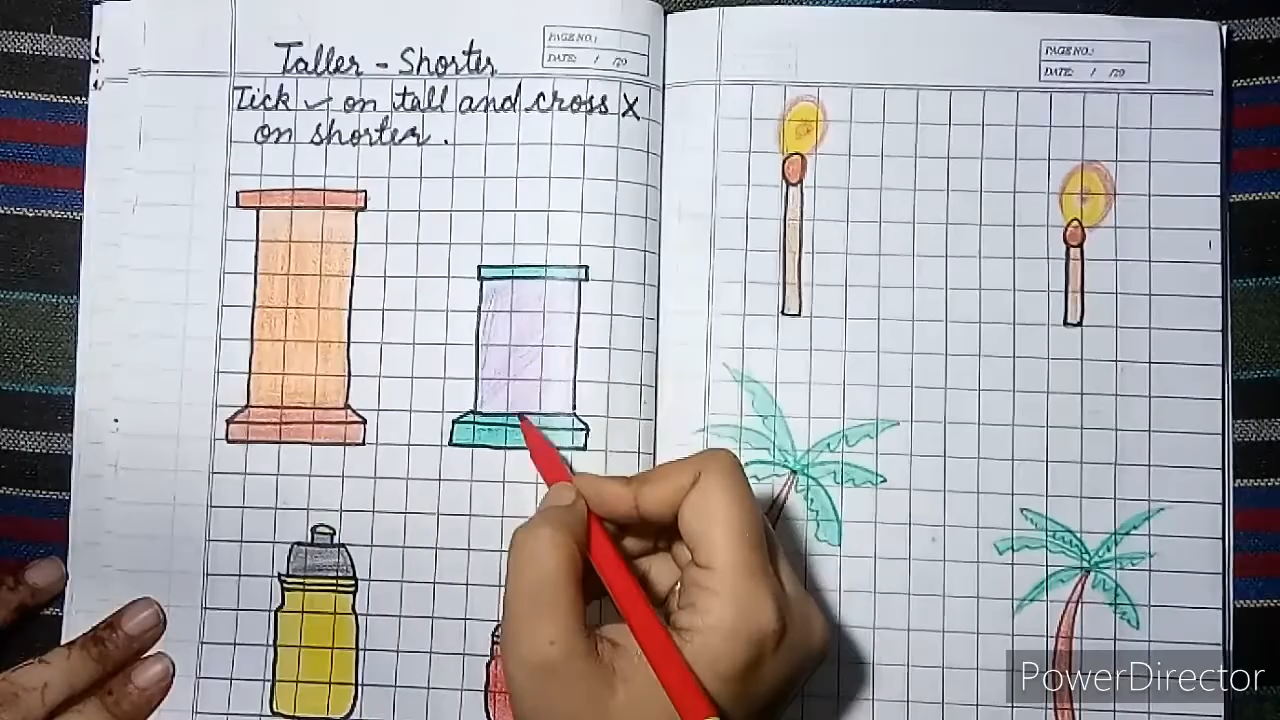 Taller - Shorter
PAGE NO.:
DATE: / /20
Tick ✓ on tall and cross X
on shorter.
PAGE NO.:
DATE: / /20
PowerDirector